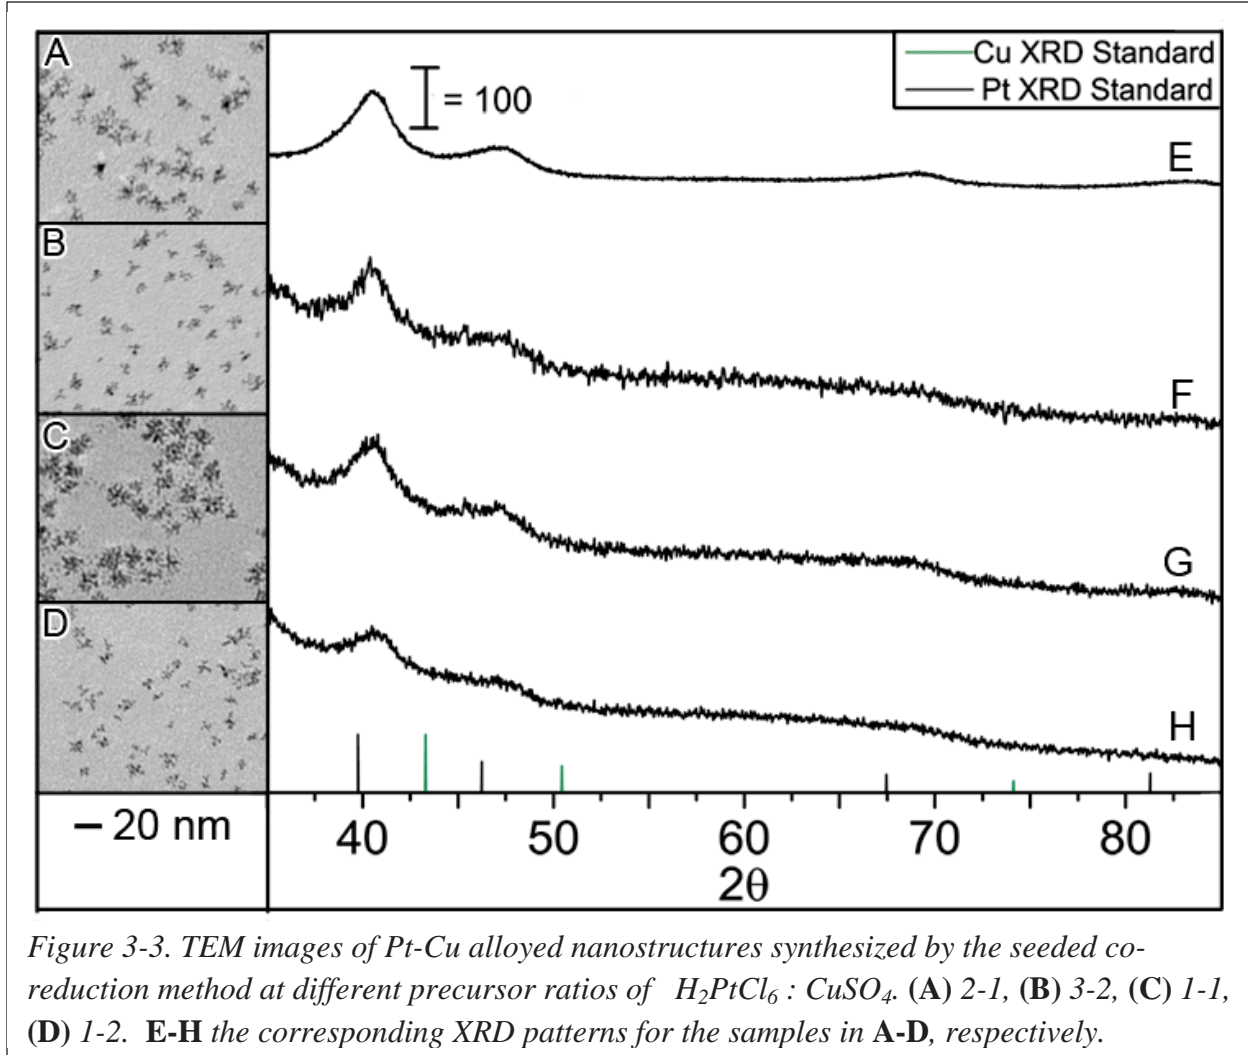 A
B
C
D
– 20 nm
= 100
Cu XRD Standard
Pt XRD Standard
E
F
G
H
40 50 60 70 80
2θ
Figure 3-3. TEM images of Pt-Cu alloyed nanostructures synthesized by the seeded co-
reduction method at different precursor ratios of H₂PtCl₆ : CuSO₄. (A) 2-1, (B) 3-2, (C) 1-1,
(D) 1-2. E-H the corresponding XRD patterns for the samples in A-D, respectively.